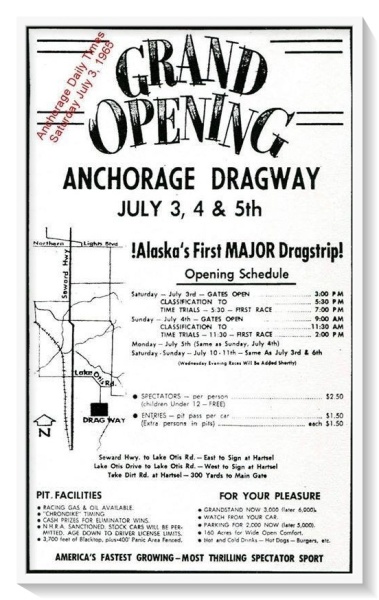 Anchorage Daily Times
Saturday July 3, 1965
GRAND
OPENING
ANCHORAGE DRAGWAY
JULY 3, 4 & 5th
!Alaska's First MAJOR Dragstrip!
Opening Schedule
Saturday — July 3rd — GATES OPEN 3:00 PM
CLASSIFICATION TO 5:30 PM
TIME TRIALS — 5:30 — FIRST RACE 7:00 PM
Sunday — July 4th — GATES OPEN 9:00 AM
CLASSIFICATION TO 11:30 AM
TIME TRIALS — 11:30 — FIRST RACE 2:00 PM
Monday — July 5th (Same as Sunday, July 4th)
Saturday-Sunday — July 10-11th — Same As July 3rd & 6th
(Wednesday Evening Races Will Be Added Shortly)
Northern Lights Blvd
Seward Hwy
Lake Otis Rd.
DRAG WAY
N
● SPECTATORS — per person $2.50
(children Under 12 — FREE)
● ENTRIES — pit pass per car $1.50
(Extra persons in pits) each $1.50
Seward Hwy. to Lake Otis Rd. — East to Sign at Hartsel
Lake Otis Drive to Lake Otis Rd. — West to Sign at Hartsel
Take Dirt Rd. at Hartsel — 300 Yards to Main Gate
PIT FACILITIES
● RACING GAS & OIL AVAILABLE.
● "CHRONDIKE" TIMING
● CASH PRIZES FOR ELIMINATOR WINS.
● N.H.R.A. SANCTIONED. STOCK CARS WILL BE PERMITTED, AGE DOWN TO DRIVER LICENSE LIMITS.
● 3,700 feet of Blacktop, plus 400' Panic Area Fenced.
FOR YOUR PLEASURE
● GRANDSTAND NOW 3,000 (later 6,000).
● WATCH FROM YOUR CAR.
● PARKING FOR 2,000 NOW (later 5,000).
● 160 Acres for Wide Open Comfort.
● Hot and Cold Drinks — Hot Dogs — Burgers, etc.
AMERICA'S FASTEST GROWING — MOST THRILLING SPECTATOR SPORT